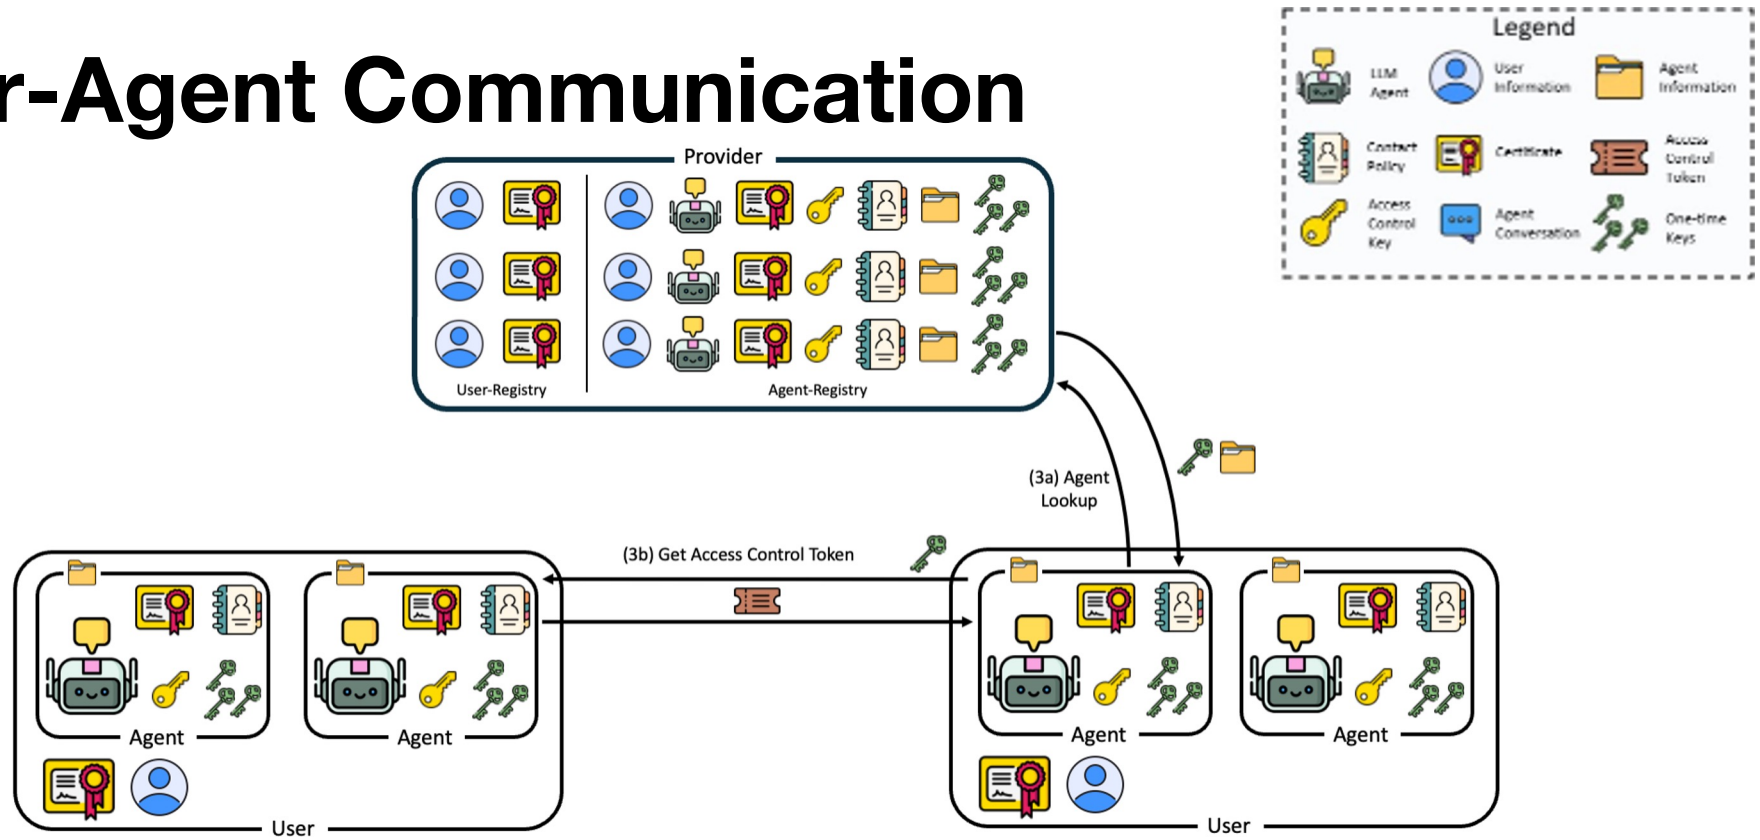 r-Agent Communication
Legend
LLM
Agent
User
Information
Agent
Information
Contact
Policy
Certificate
Access
Control
Token
Access
Control
Key
Agent
Conversation
One-time
Keys
Provider
User-Registry
Agent-Registry
(3a) Agent
Lookup
(3b) Get Access Control Token
Agent
Agent
User
Agent
Agent
User